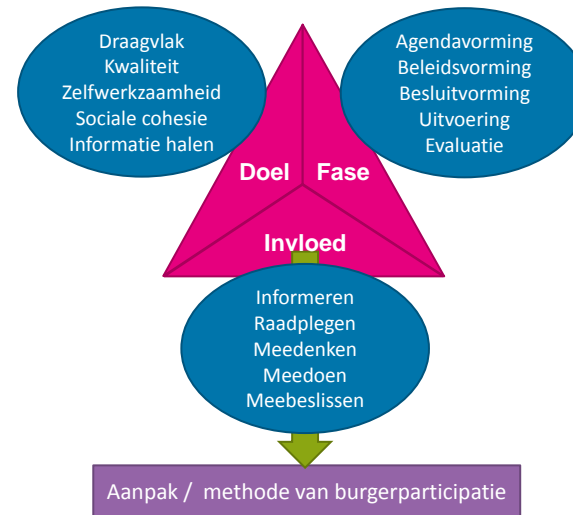 Draagvlak
Kwaliteit
Zelfwerkzaamheid
Sociale cohesie
Informatie halen
Agendavorming
Beleidsvorming
Besluitvorming
Uitvoering
Evaluatie
Doel
Fase
Invloed
Informeren
Raadplegen
Meedenken
Meedoen
Meebeslissen
Aanpak / methode van burgerparticipatie